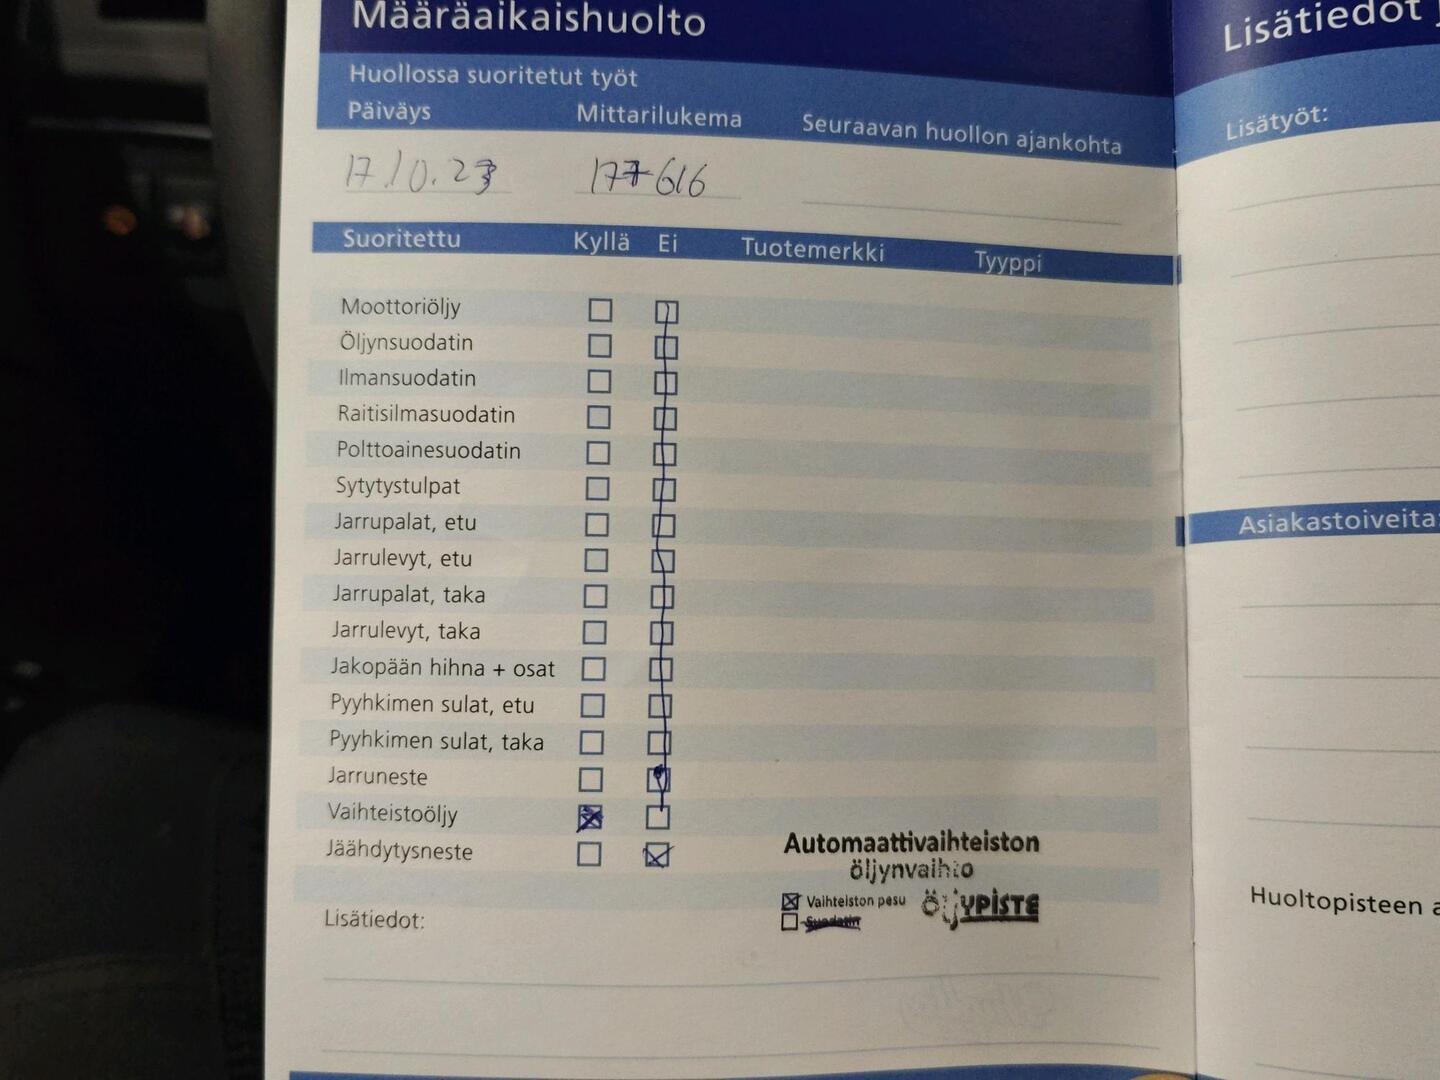 Määräaikaishuolto
Lisätiedot
Huollossa suoritetut työt
Päiväys Mittarilukema Seuraavan huollon ajankohta
Lisätyöt:
17.10.23 177616
Suoritettu Kyllä Ei Tuotemerkki Tyyppi
Moottoriöljy
Öljynsuodatin
Ilmansuodatin
Raitisilmasuodatin
Polttoainesuodatin
Sytytystulpat
Jarrupalat, etu
Asiakastoiveita:
Jarrulevyt, etu
Jarrupalat, taka
Jarrulevyt, taka
Jakopään hihna + osat
Pyyhkimen sulat, etu
Pyyhkimen sulat, taka
Jarruneste
Vaihteistoöljy
Jäähdytysneste
Automaattivaihteiston
öljynvaihto
Vaihteiston pesu ÖljYPISTE
Suodatin
Huoltopisteen a
Lisätiedot: